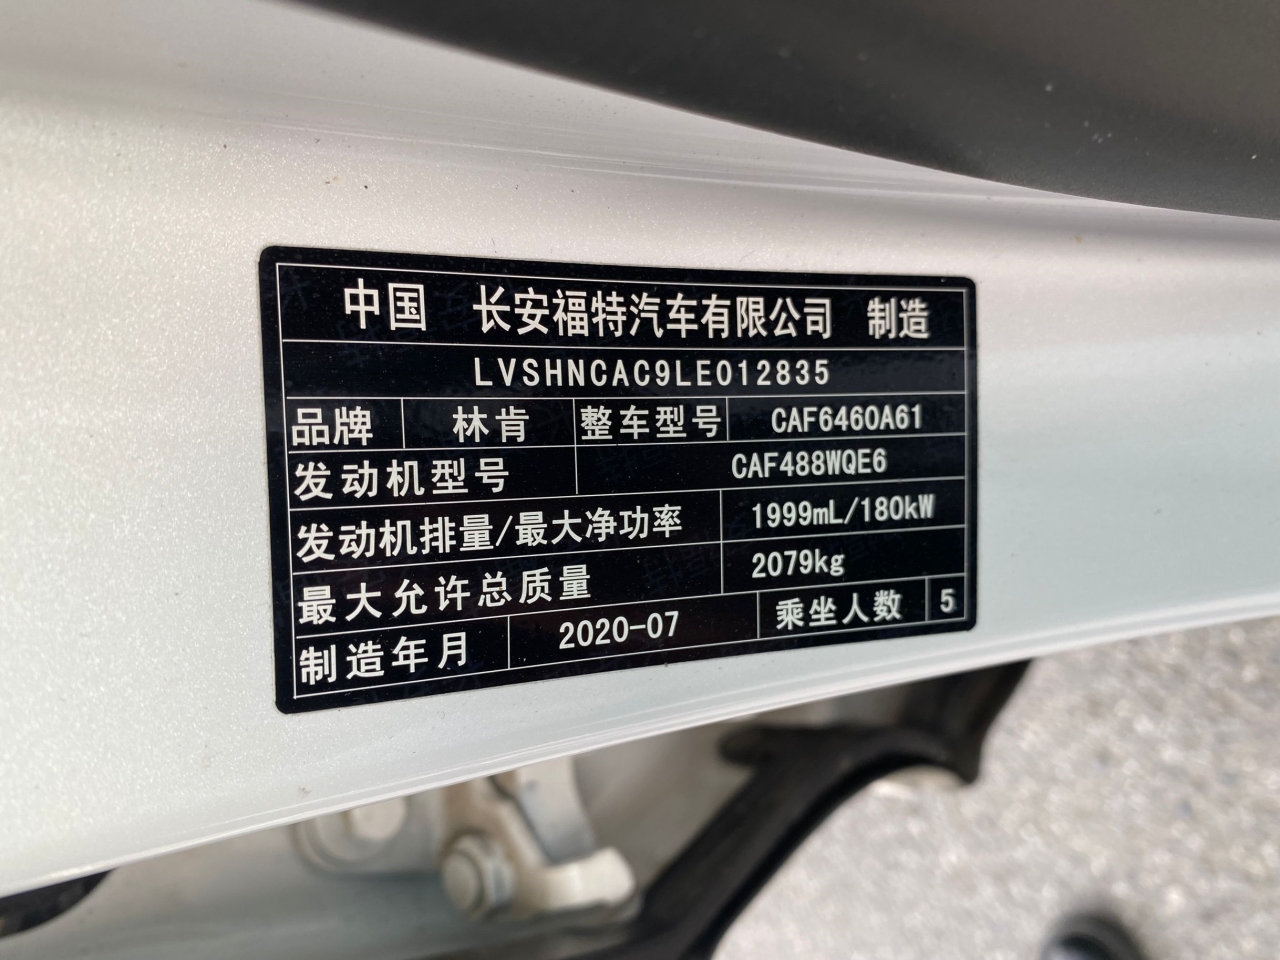 中国 长安福特汽车有限公司 制造
LVSHNCAC9LE012835
品牌 林肯 整车型号 CAF6460A61
发动机型号 CAF488WQE6
发动机排量/最大净功率 1999mL/180kW
最大允许总质量 2079kg
制造年月 2020-07 乘坐人数 5